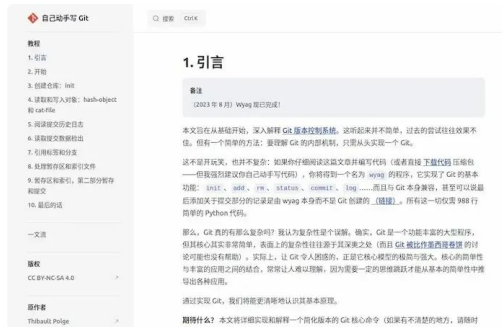 自己动手写 Git
搜索 Ctrl K
教程
1. 引言
2. 开始
3. 创建仓库：init
4. 读取和写入对象：hash-object
和 cat-file
5. 阅读提交历史日志
6. 读取提交数据检出
7. 引用标签和分支
8. 处理暂存区和索引文件
9. 暂存区和索引，第二部分暂存
和提交
10. 最后的话
一文流
版权
CC BY-NC-SA 4.0
原作者
Thibault Polge
1. 引言
备注
（2023 年 8 月）Wyag 现已完成！
本文旨在从基础开始，深入解释 Git 版本控制系统。这听起来并不简单，过去的尝试往往效果不
佳。但有一个简单的方法：要理解 Git 的内部机制，只需从头实现一个 Git。
这不是开玩笑，也并不复杂：如果你仔细阅读这篇文章并编写代码（或者直接 下载代码 压缩包
——但我强烈建议你自己动手写代码），你将得到一个名为 wyag 的程序，它实现了 Git 的基本
功能： init 、 add 、 rm 、 status 、 commit 、 log ……而且与 Git 本身兼容，甚至可以说最
后添加关于提交部分的记录是由 wyag 本身而不是 Git 创建的（链接）。所有这一切仅需 988 行
简单的 Python 代码。
那么，Git 真的有那么复杂吗？我认为复杂性是个误解。确实，Git 是一个功能丰富的大型程序，
但其核心其实非常简单，表面上的复杂性往往源于其深奥之处（而且 Git 被比作墨西哥卷饼 的讨
论可能也没有帮助）。实际上，让 Git 令人困惑的，正是它核心模型的极简与强大。核心的简单性
与丰富的应用之间的结合，常常让人难以理解，因为需要一定的思维跳跃才能从基本的简单性中推
导出各种应用。
通过实现 Git，我们将能更清晰地认识其基本原理。
期待什么？ 本文将详细实现和解释一个简化版本的 Git 核心命令（如果有不清楚的地方，请随时